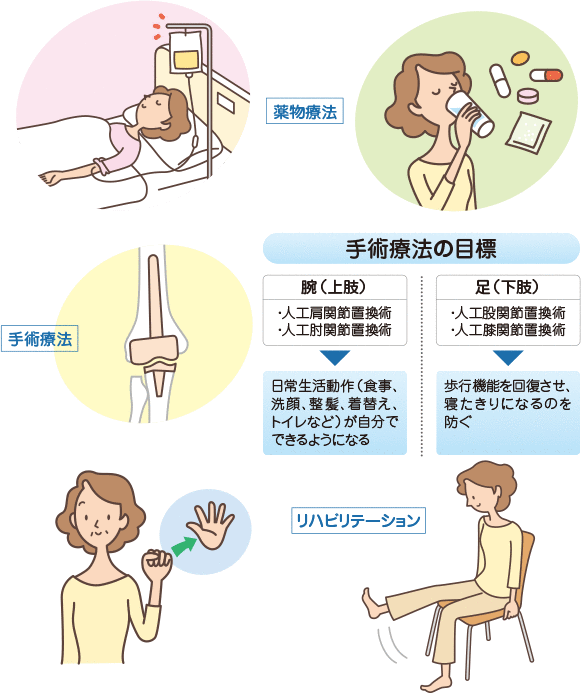 薬物療法
手術療法
手術療法の目標
腕（上肢）
・人工肩関節置換術
・人工肘関節置換術
日常生活動作（食事、
洗顔、整髪、着替え、
トイレなど）が自分で
できるようになる
足（下肢）
・人工股関節置換術
・人工膝関節置換術
歩行機能を回復させ、
寝たきりになるのを
防ぐ
リハビリテーション